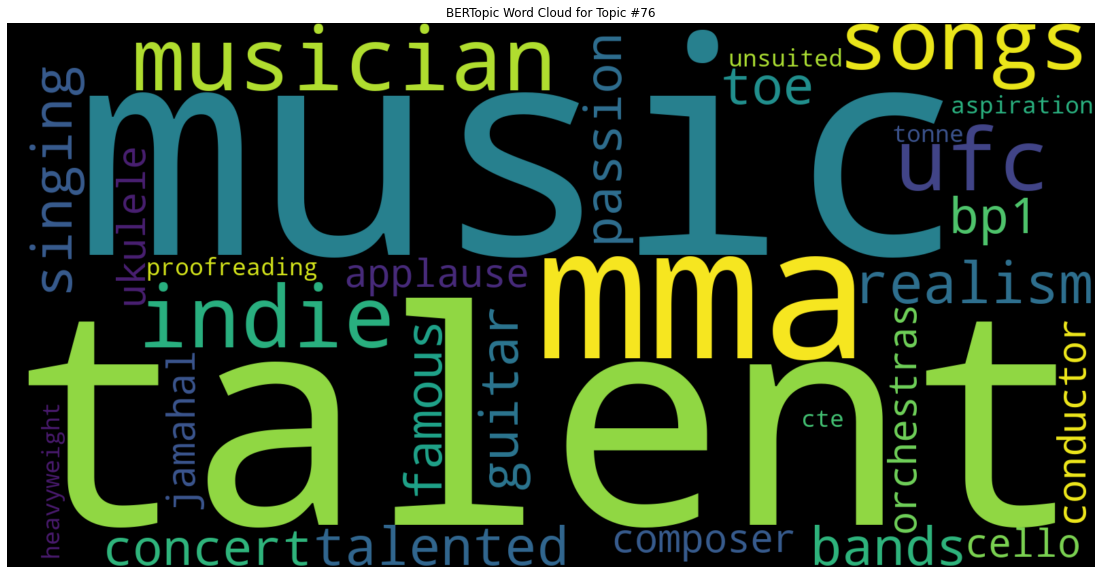 BERTopic Word Cloud for Topic #76
musician
songs
unsuited
toe
passion
singing
music
aspiration
tonne
ufc
bp1
ukulele
proofreading
applause
mma
realism
indie
talent
famous
guitar
jamahal
heavyweight
cte
orchestras
conductor
concert
talented
composer
bands
cello